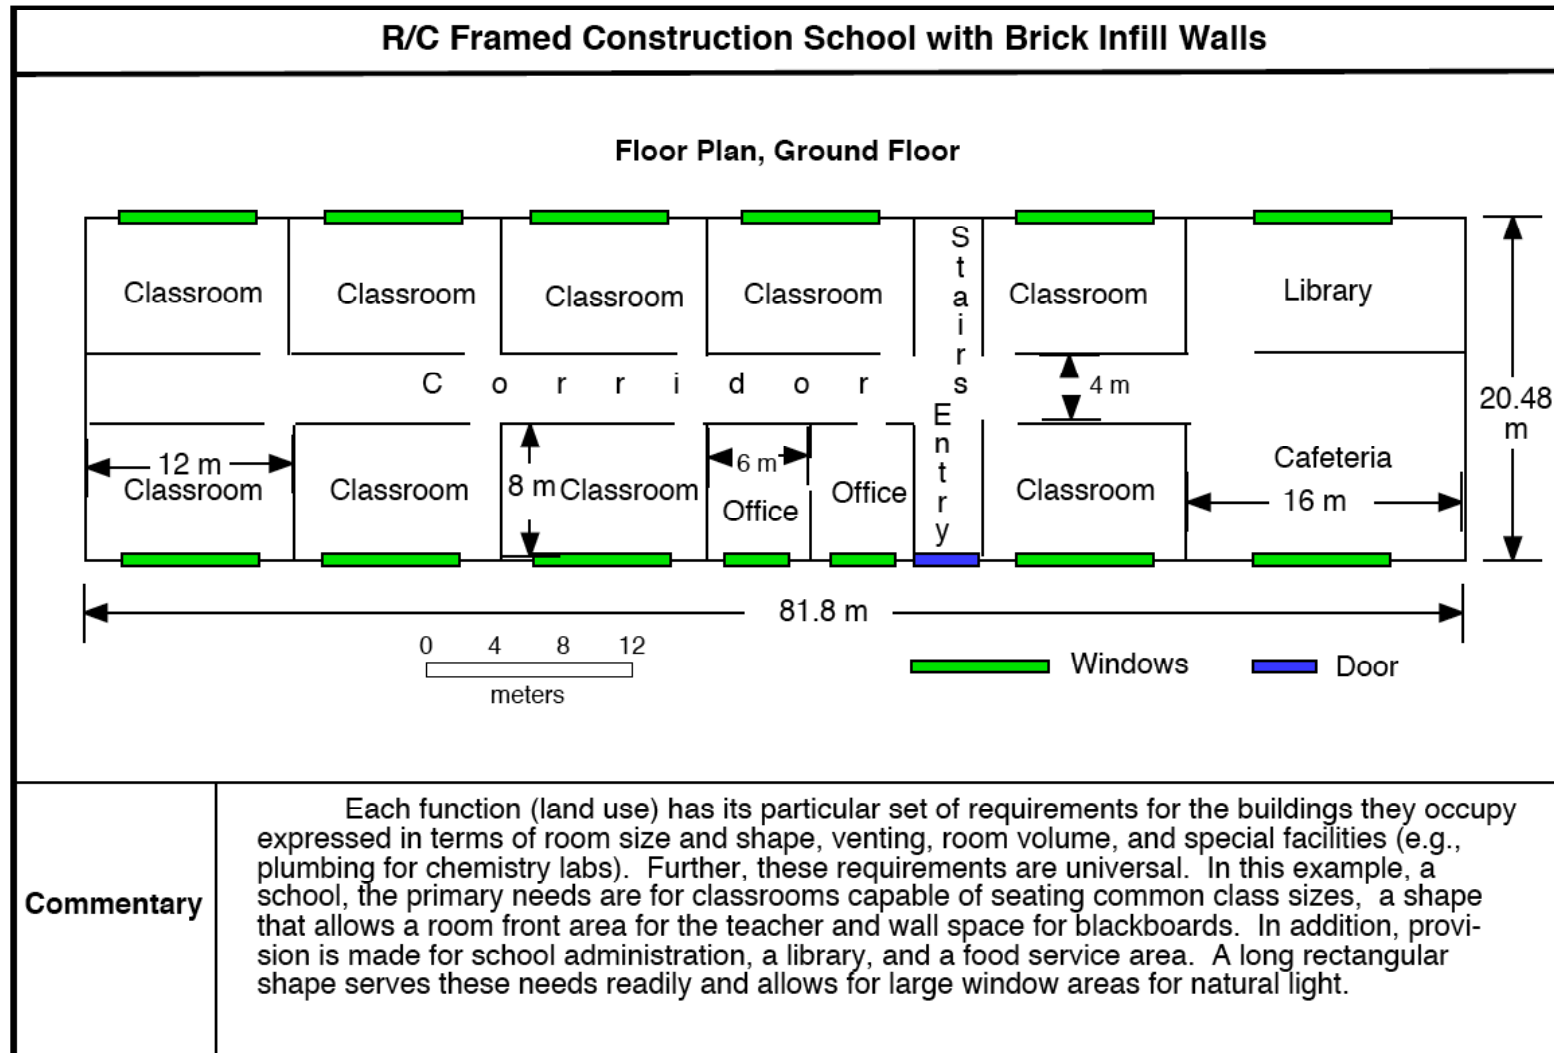 R/C Framed Construction School with Brick Infill Walls
Floor Plan, Ground Floor
Classroom
Classroom
Classroom
Classroom
Stairs
Classroom
Library
Corridor
4 m
20.48
m
Entry
12 m
Classroom
Classroom
8 m
Classroom
6 m
Office
Office
Classroom
Cafeteria
16 m
81.8 m
0 4 8 12
meters
Windows
Door
Commentary
Each function (land use) has its particular set of requirements for the buildings they occupy
expressed in terms of room size and shape, venting, room volume, and special facilities (e.g.,
plumbing for chemistry labs). Further, these requirements are universal. In this example, a
school, the primary needs are for classrooms capable of seating common class sizes, a shape
that allows a room front area for the teacher and wall space for blackboards. In addition, provi-
sion is made for school administration, a library, and a food service area. A long rectangular
shape serves these needs readily and allows for large window areas for natural light.